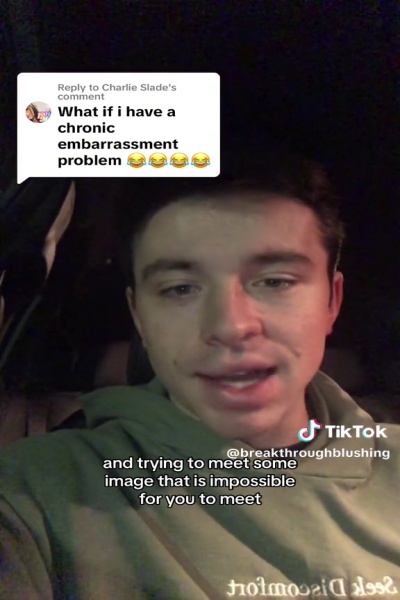 Reply to Charlie Slade's
comment
What if i have a
chronic
embarrassment
problem 😂😂😂😂
TikTok
@breakthroughblushing
and trying to meet some
image that is impossible
for you to meet
Seek Discomfort